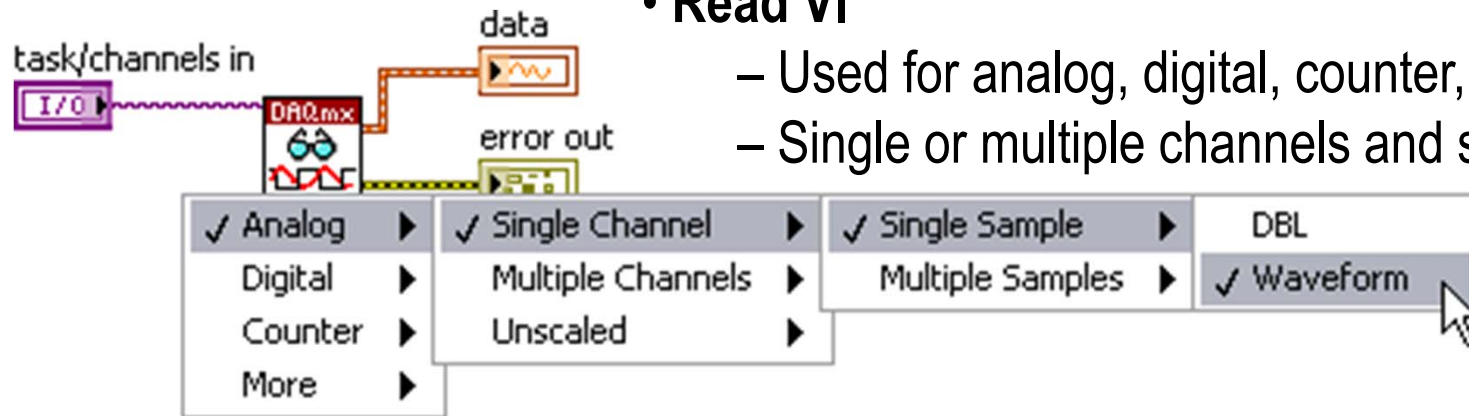 • Read VI
data
task/channels in
– Used for analog, digital, counter,
I/O
DAQmx
error out
– Single or multiple channels and s
✓ Analog ✓ Single Channel ✓ Single Sample DBL
Digital Multiple Channels Multiple Samples ✓ Waveform
Counter Unscaled
More